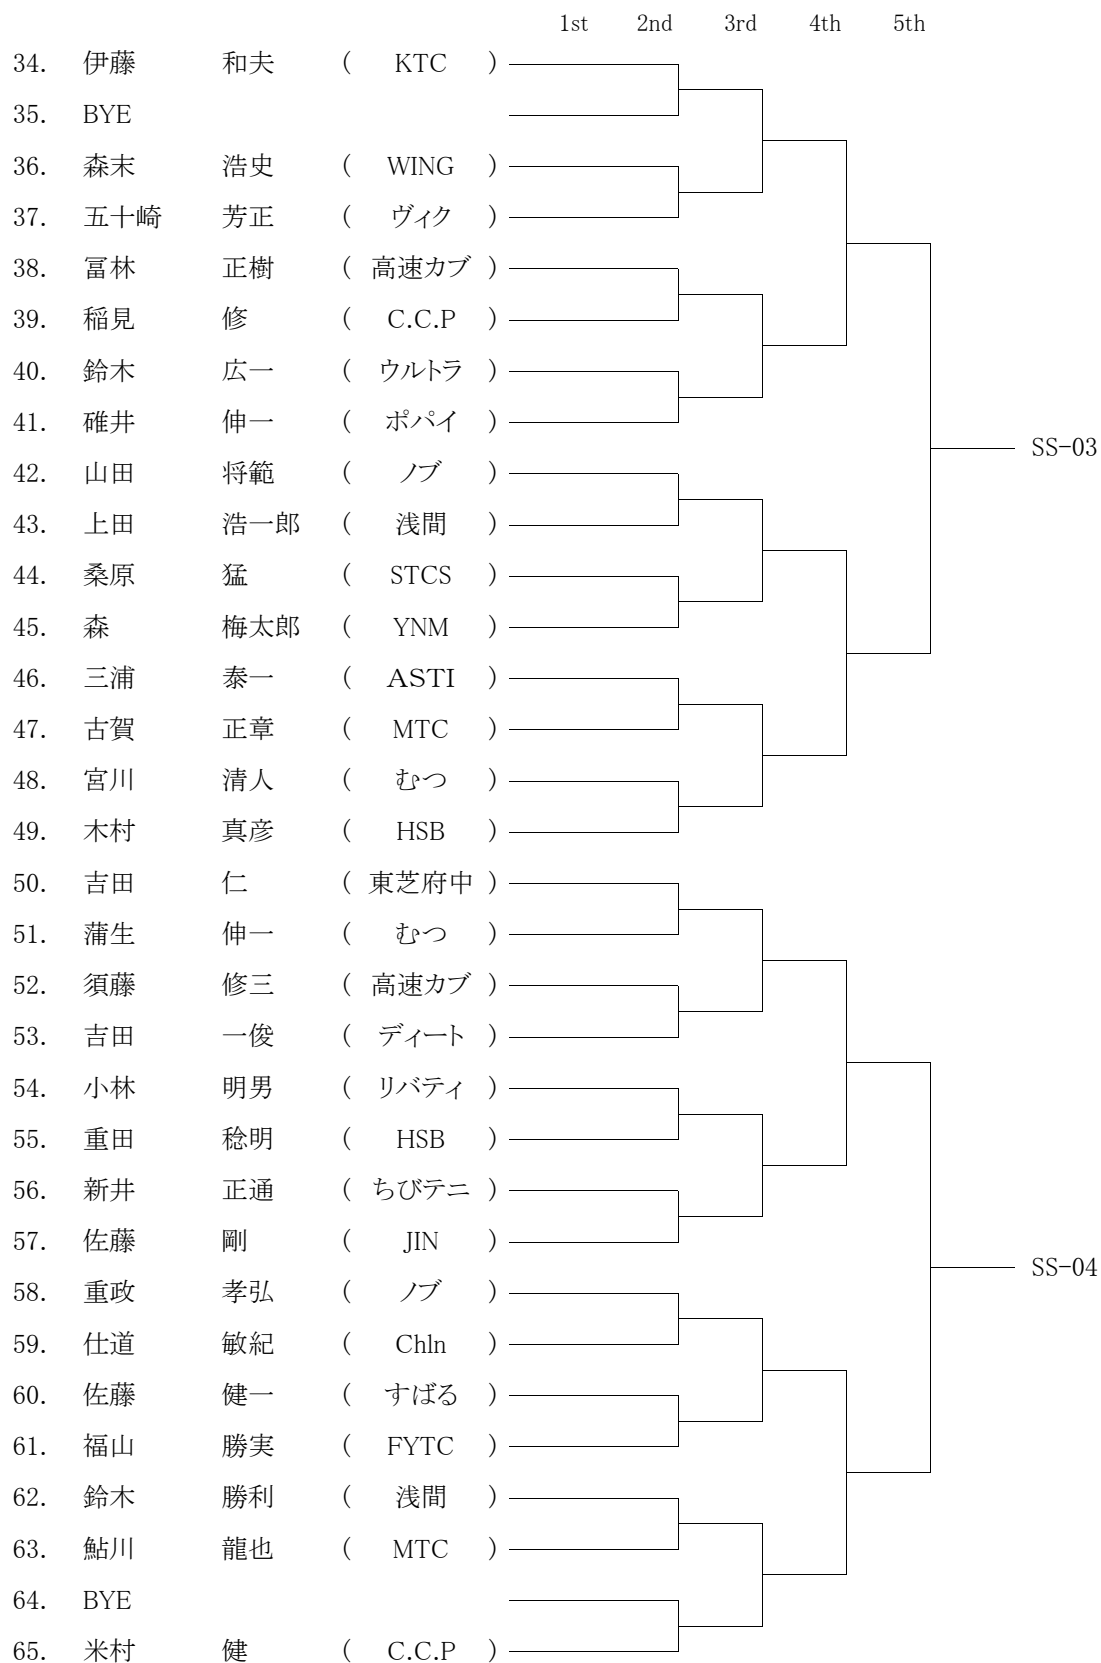 1st 2nd 3rd 4th 5th
34. 伊藤 和夫 ( KTC )
35. BYE
36. 森末 浩史 ( WING )
37. 五十崎 芳正 ( ヴィク )
38. 冨林 正樹 ( 高速カブ )
39. 稲見 修 ( C.C.P )
40. 鈴木 広一 ( ウルトラ )
41. 碓井 伸一 ( ポパイ )
SS-03
42. 山田 将範 ( ノブ )
43. 上田 浩一郎 ( 浅間 )
44. 桑原 猛 ( STCS )
45. 森 梅太郎 ( YNM )
46. 三浦 泰一 ( ASTI )
47. 古賀 正章 ( MTC )
48. 宮川 清人 ( むつ )
49. 木村 真彦 ( HSB )
50. 吉田 仁 ( 東芝府中 )
51. 蒲生 伸一 ( むつ )
52. 須藤 修三 ( 高速カブ )
53. 吉田 一俊 ( ディート )
54. 小林 明男 ( リバティ )
55. 重田 稔明 ( HSB )
56. 新井 正通 ( ちびテニ )
57. 佐藤 剛 ( JIN )
SS-04
58. 重政 孝弘 ( ノブ )
59. 仕道 敏紀 ( Chln )
60. 佐藤 健一 ( すばる )
61. 福山 勝実 ( FYTC )
62. 鈴木 勝利 ( 浅間 )
63. 鮎川 龍也 ( MTC )
64. BYE
65. 米村 健 ( C.C.P )